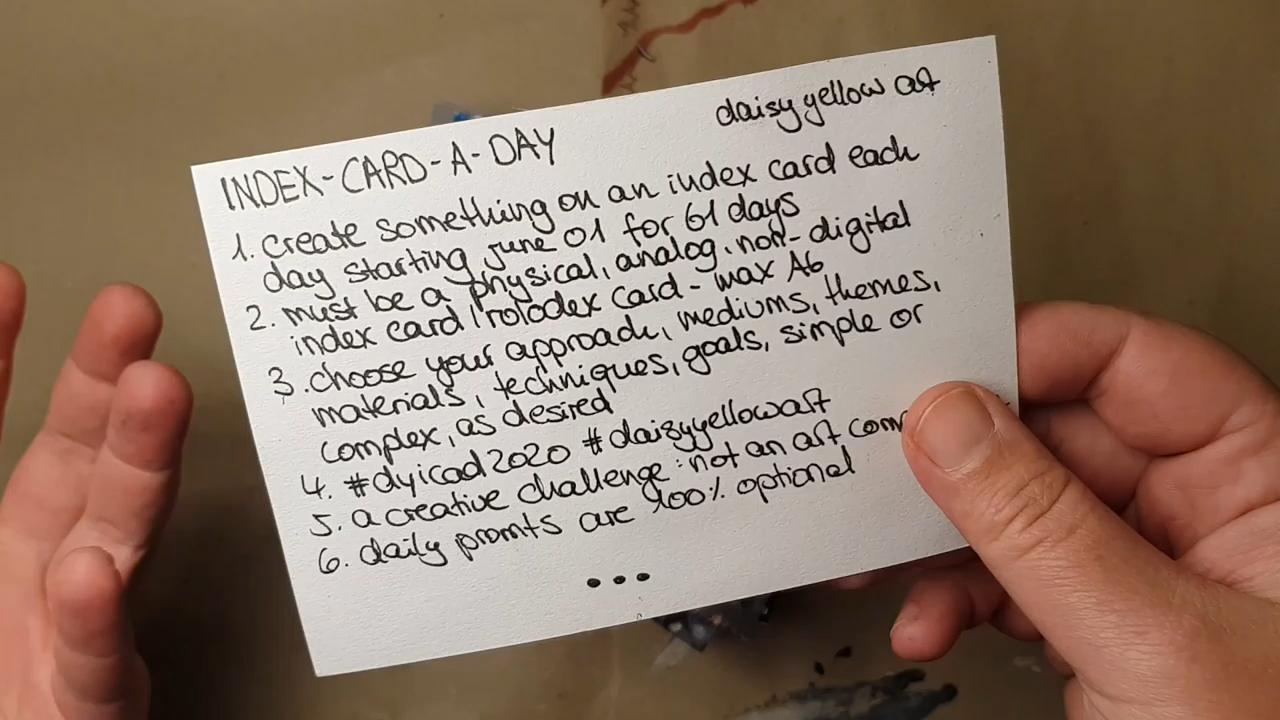 daisy yellow art
INDEX-CARD-A-DAY
1. create something on an index card each
day starting june 01 for 61 days
2. must be a physical, analog, non-digital
index card / rolodex card - max A6
3. choose your approach, mediums, themes,
materials, techniques, goals, simple or
complex, as desired
4. #dyicad2020 #daisyyellowart
5. a creative challenge: not an art
6. daily promts are 100% optional
...